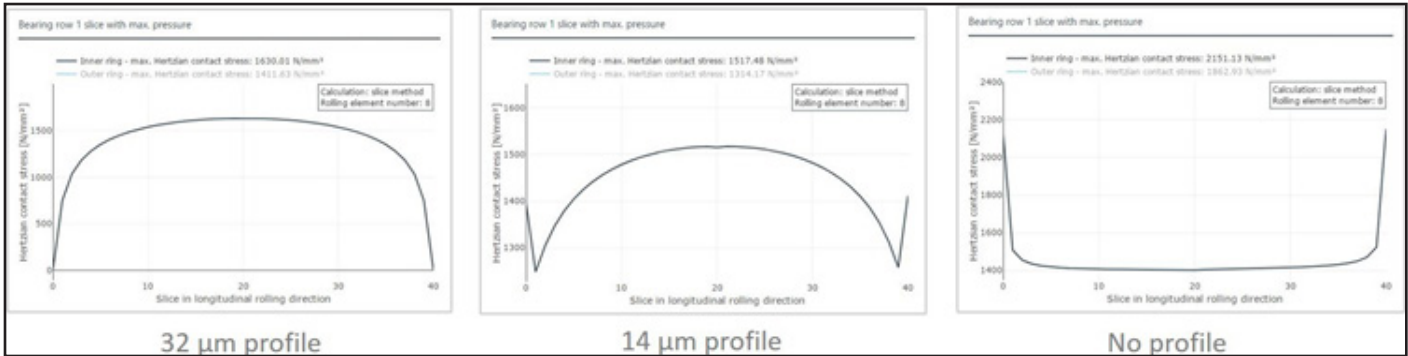 Bearing row 1 slice with max. pressure
Inner ring - max. Hertzian contact stress: 1630.01 N/mm²
Outer ring - max. Hertzian contact stress: 1411.63 N/mm²
Calculation: slice method
Rolling element number: 8
Hertzian contact stress [N/mm²]
1500
1000
500
0
0 10 20 30 40
Slice in longitudinal rolling direction
32 μm profile
Bearing row 1 slice with max. pressure
Inner ring - max. Hertzian contact stress: 1517.48 N/mm²
Outer ring - max. Hertzian contact stress: 1314.17 N/mm²
Calculation: slice method
Rolling element number: 8
Hertzian contact stress [N/mm²]
1600
1500
1400
1300
0 10 20 30 40
Slice in longitudinal rolling direction
14 μm profile
Bearing row 1 slice with max. pressure
Inner ring - max. Hertzian contact stress: 2151.13 N/mm²
Outer ring - max. Hertzian contact stress: 1862.93 N/mm²
Calculation: slice method
Rolling element number: 8
Hertzian contact stress [N/mm²]
2400
2200
2000
1800
1600
1400
0 10 20 30 40
Slice in longitudinal rolling direction
No profile